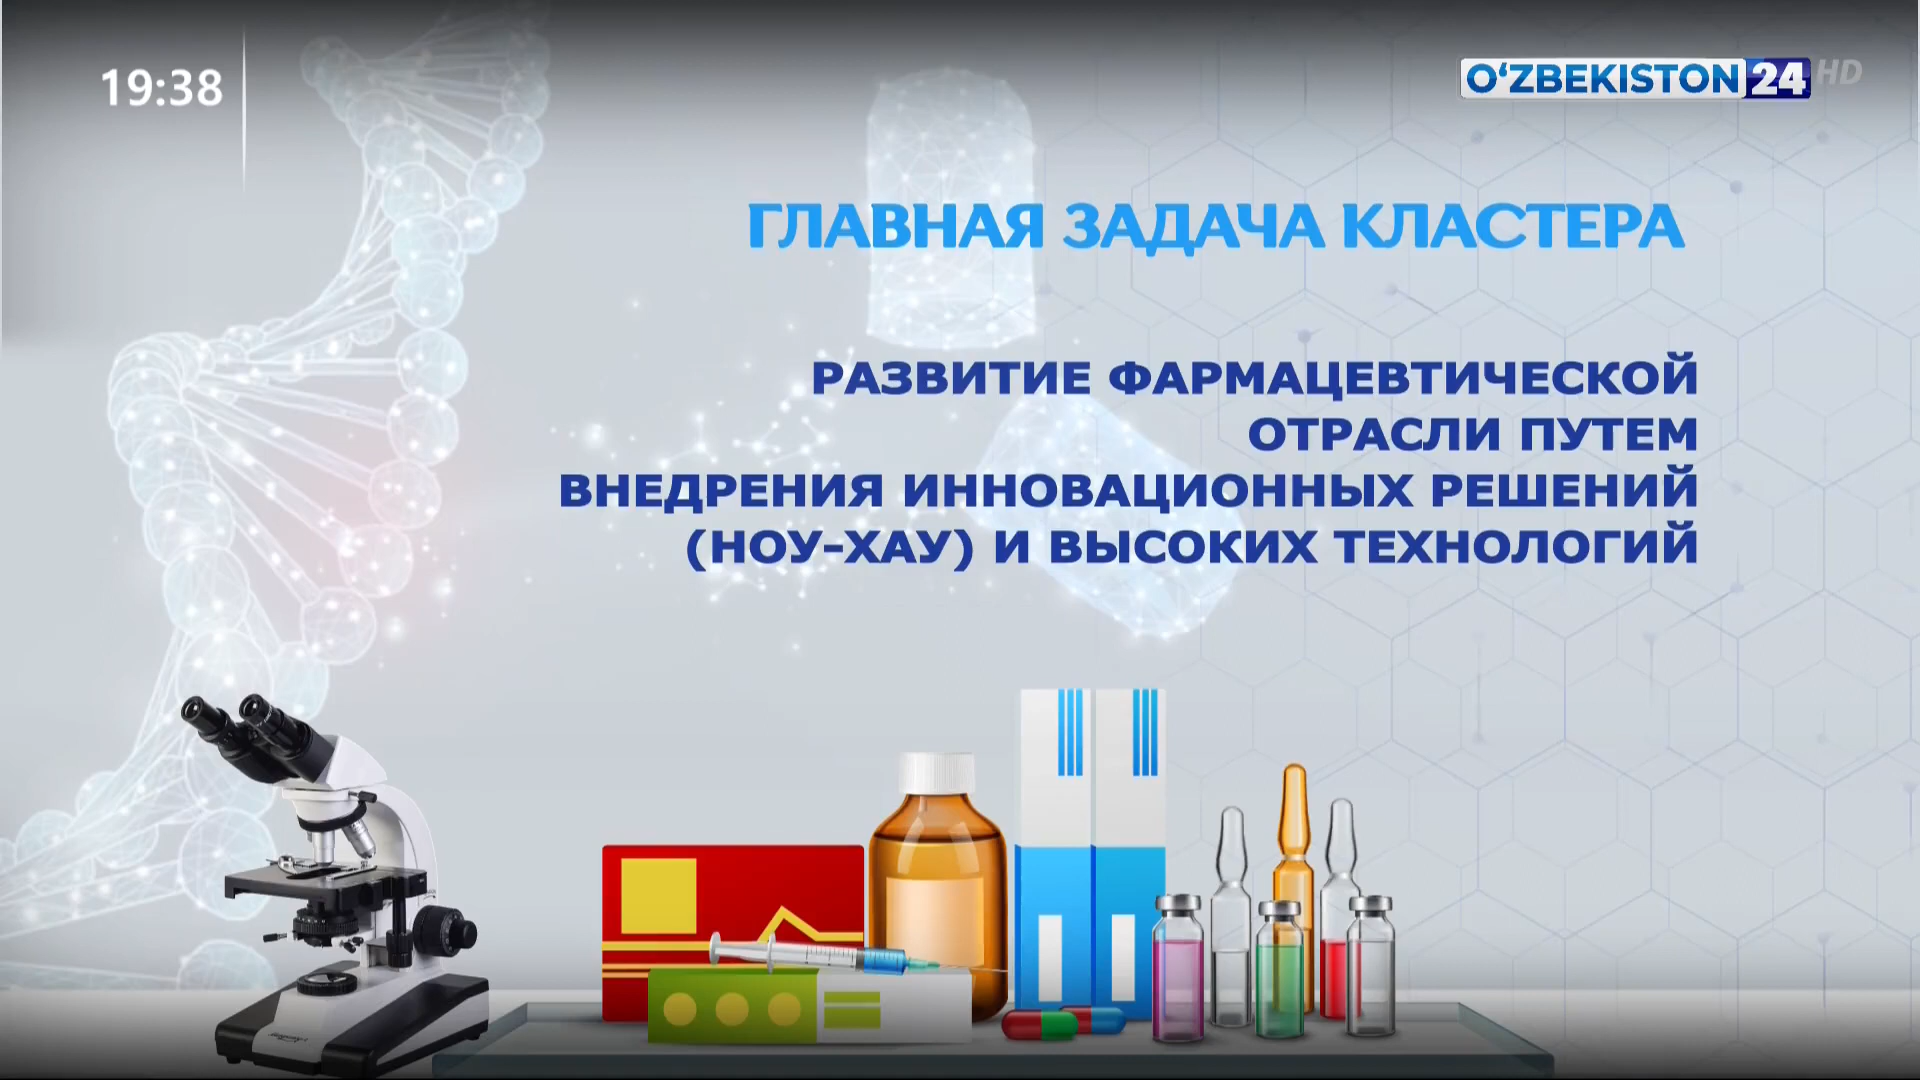 19:38
O‘ZBEKISTON 24 HD
ГЛАВНАЯ ЗАДАЧА КЛАСТЕРА
РАЗВИТИЕ ФАРМАЦЕВТИЧЕСКОЙ
ОТРАСЛИ ПУТЕМ
ВНЕДРЕНИЯ ИННОВАЦИОННЫХ РЕШЕНИЙ
(НОУ-ХАУ) И ВЫСОКИХ ТЕХНОЛОГИЙ